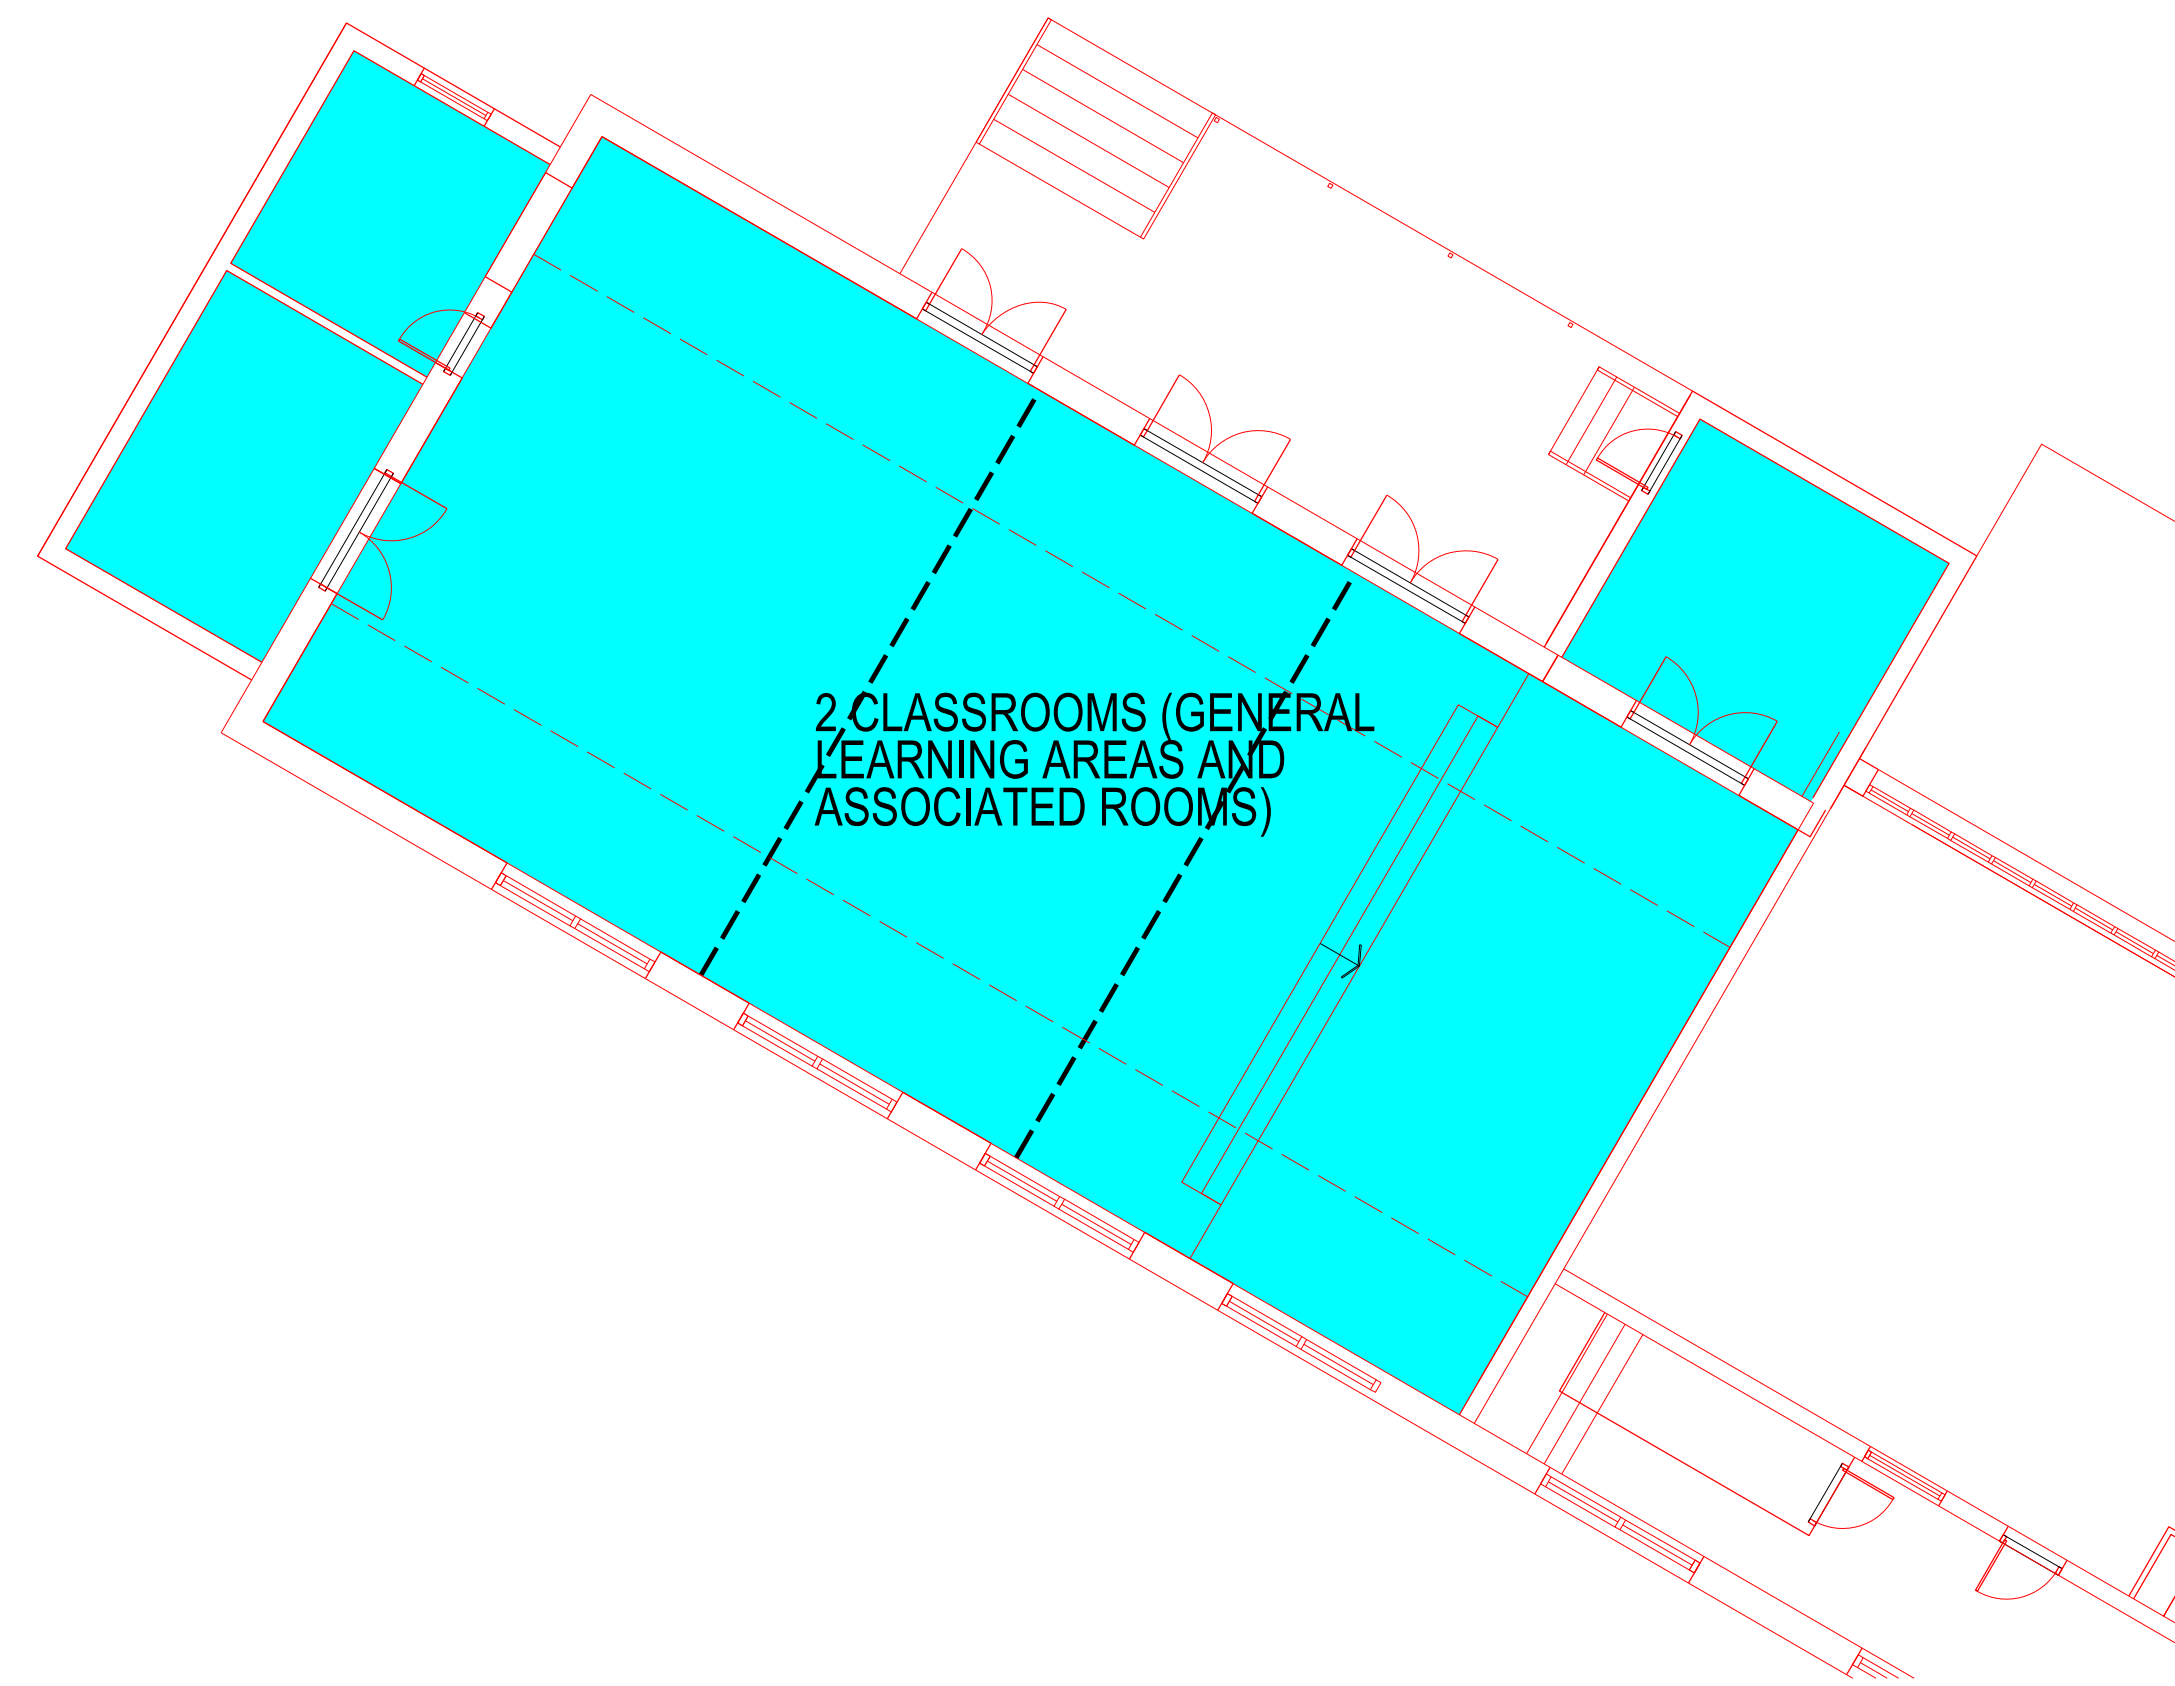 2 CLASSROOMS (GENERAL
LEARNING AREAS AND
ASSOCIATED ROOMS)